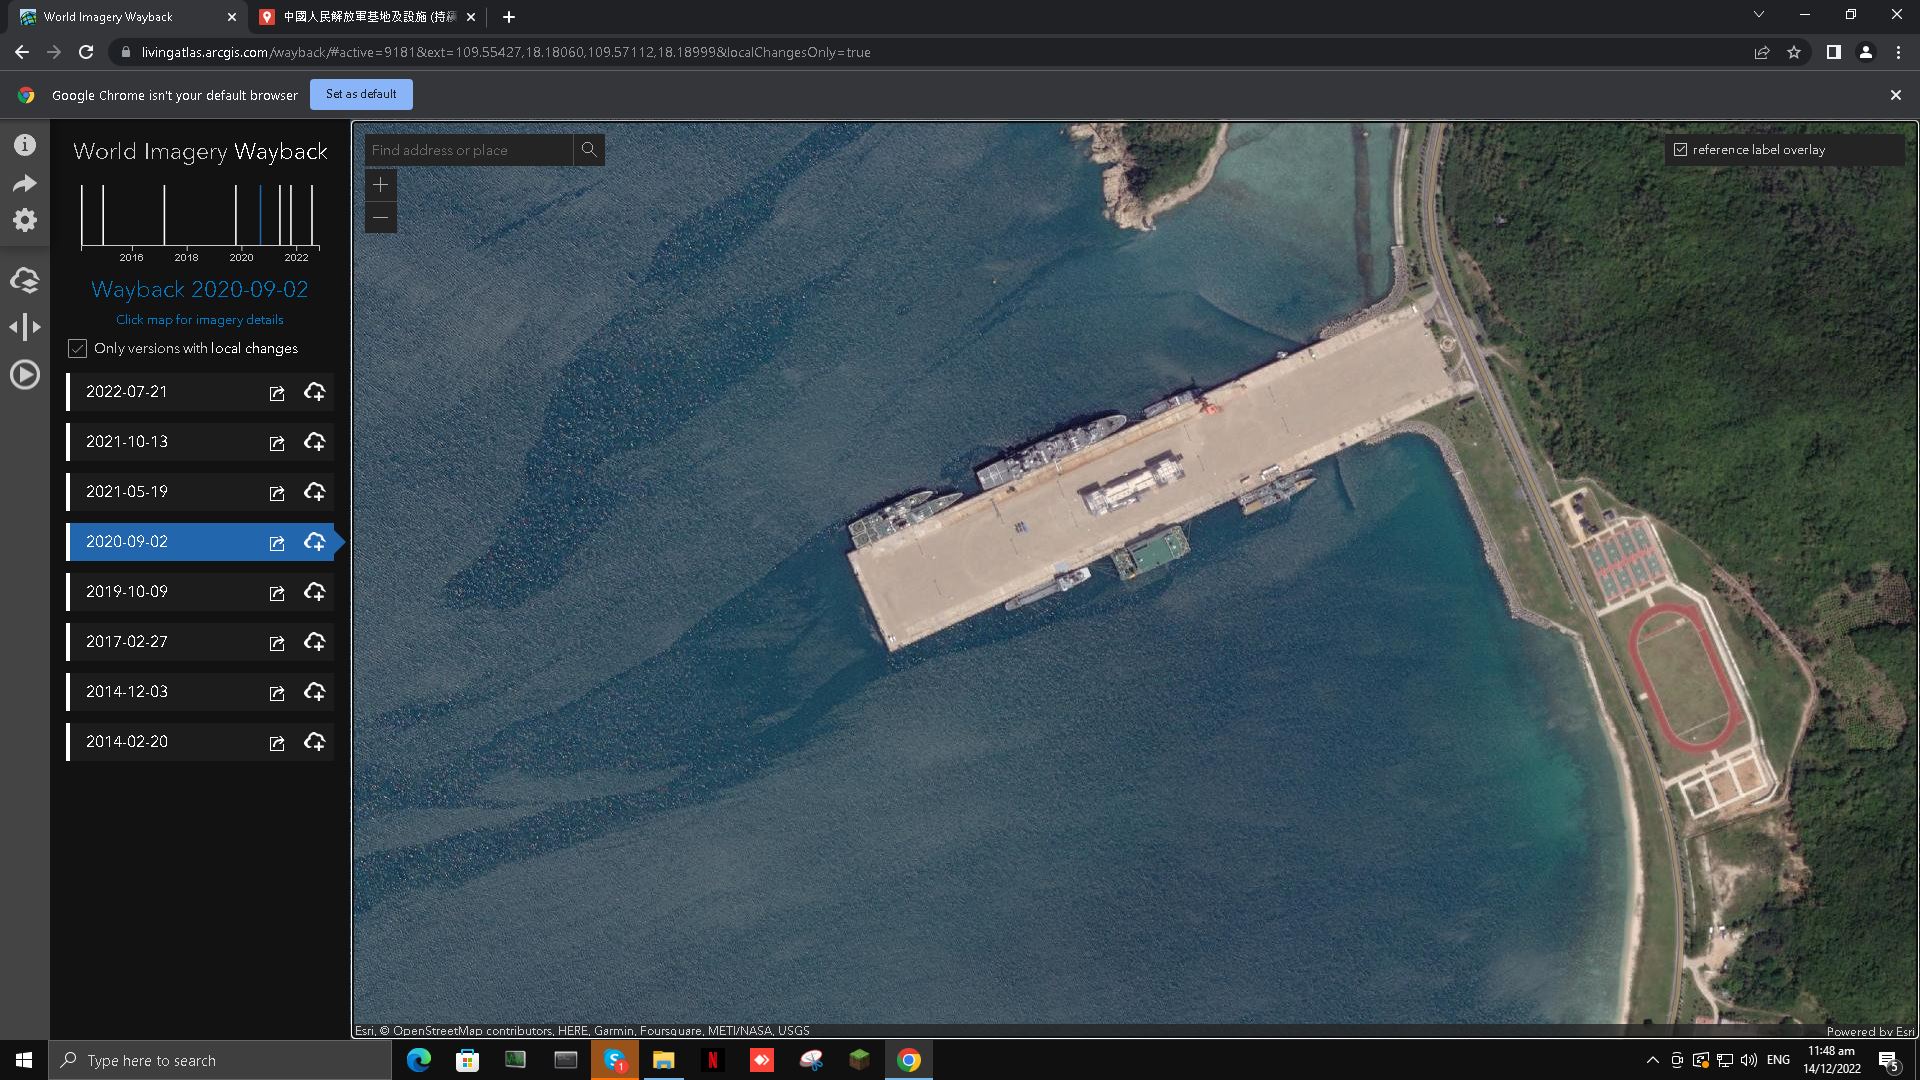 World Imagery Wayback
中國人民解放軍基地及設施 (持續
livingatlas.arcgis.com/wayback/#active=9181&ext=109.55427,18.18060,109.57112,18.18999&localChangesOnly=true
Google Chrome isn't your default browser
Set as default
World Imagery Wayback
2016 2018 2020 2022
Wayback 2020-09-02
Click map for imagery details
Only versions with local changes
2022-07-21
2021-10-13
2021-05-19
2020-09-02
2019-10-09
2017-02-27
2014-12-03
2014-02-20
Find address or place
reference label overlay
Esri, © OpenStreetMap contributors, HERE, Garmin, Foursquare, METI/NASA, USGS
Powered by Esri
Type here to search
S
1
N
ENG
11:48 am
14/12/2022
5